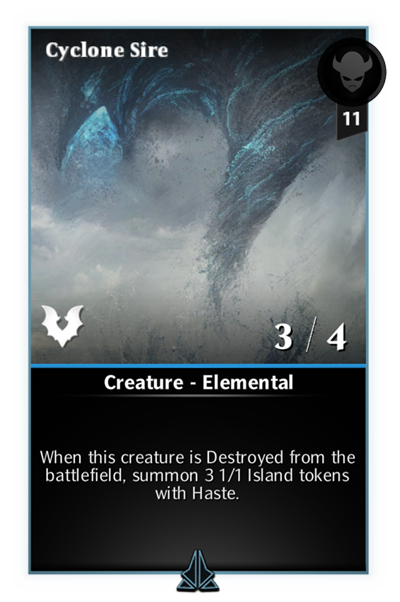 Cyclone Sire
11
3 / 4
Creature - Elemental
When this creature is Destroyed from the
battlefield, summon 3 1/1 Island tokens
with Haste.